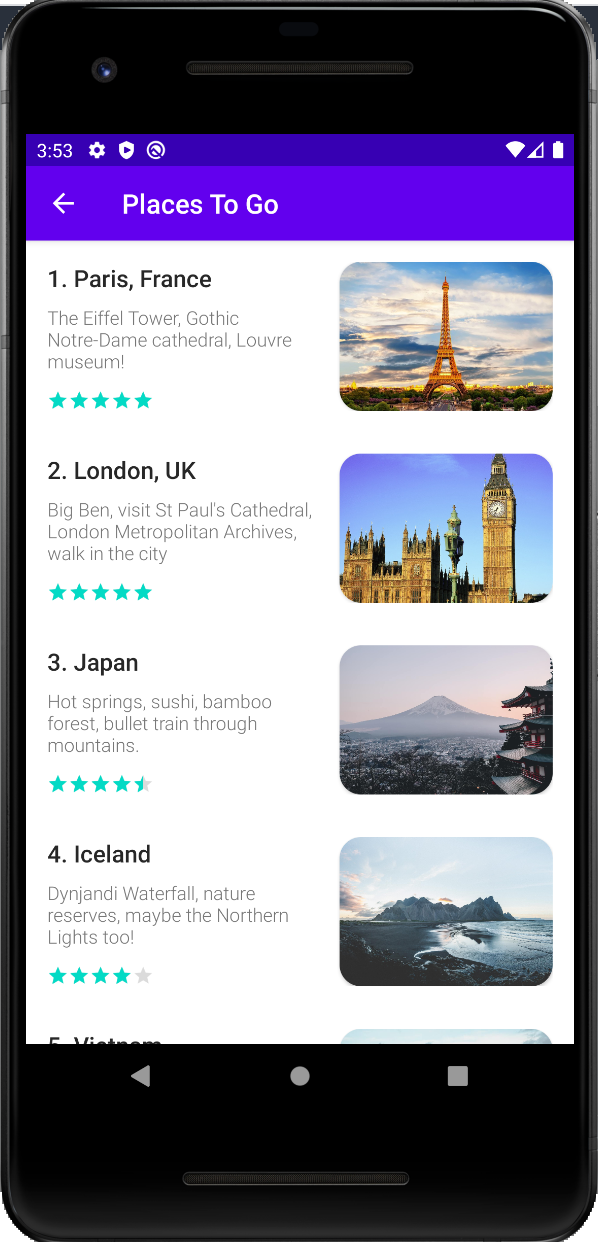 3:53
Places To Go
1. Paris, France
The Eiffel Tower, Gothic
Notre-Dame cathedral, Louvre
museum!
2. London, UK
Big Ben, visit St Paul's Cathedral,
London Metropolitan Archives,
walk in the city
3. Japan
Hot springs, sushi, bamboo
forest, bullet train through
mountains.
4. Iceland
Dynjandi Waterfall, nature
reserves, maybe the Northern
Lights too!
5. Vietnam